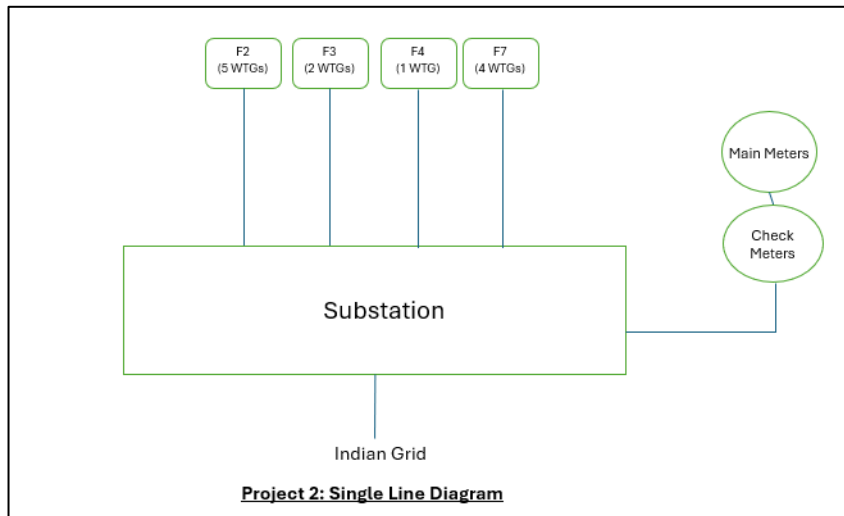 F2
(5 WTGs)
F3
(2 WTGs)
F4
(1 WTG)
F7
(4 WTGs)
Main Meters
Check
Meters
Substation
Indian Grid
Project 2: Single Line Diagram